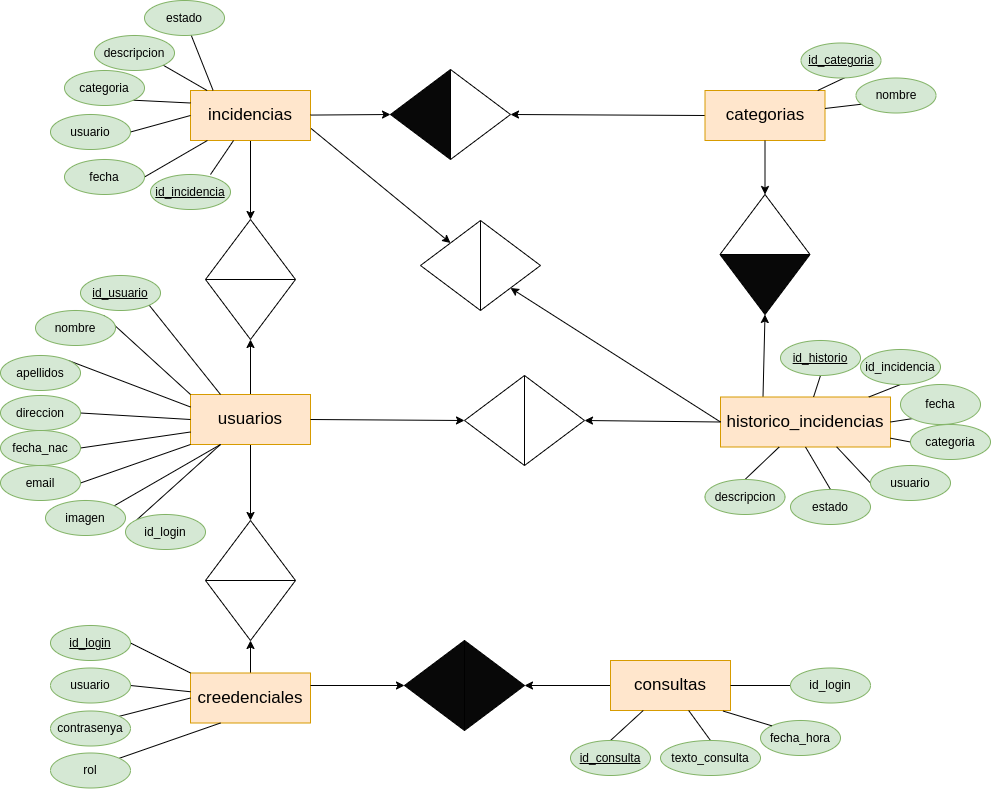 estado
descripcion
categoria
usuario
fecha
id_incidencia
incidencias
id_categoria
nombre
categorias
id_usuario
nombre
apellidos
direccion
fecha_nac
email
imagen
id_login
usuarios
id_historio
id_incidencia
fecha
categoria
usuario
estado
descripcion
historico_incidencias
id_login
usuario
contrasenya
rol
creedenciales
consultas
id_login
fecha_hora
texto_consulta
id_consulta